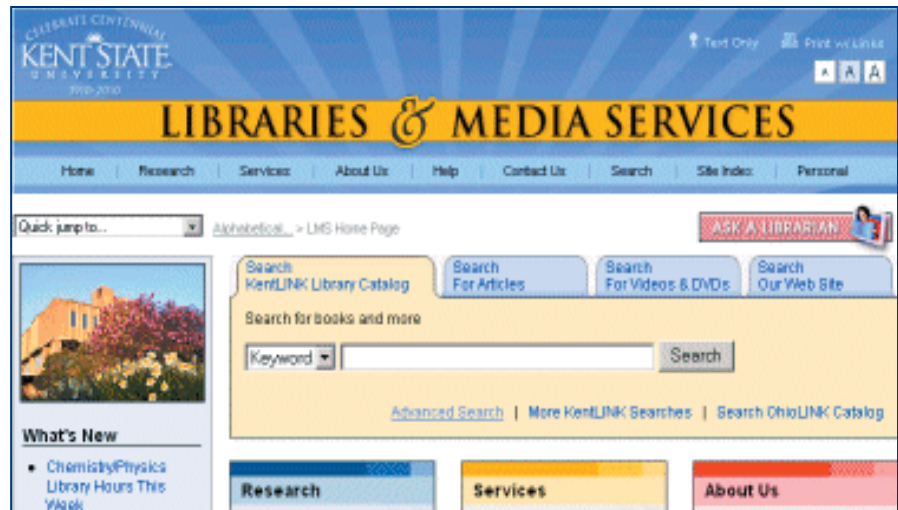 CELEBRATE CENTENNIAL
KENT STATE
UNIVERSITY
1910-2010
Text Only Print w/Links
A A A
LIBRARIES & MEDIA SERVICES
Home | Research | Services | About Us | Help | Contact Us | Search | Site Index | Personal
Quick jump to... Alphabetical... > LMS Home Page ASK A LIBRARIAN
Search KentLINK Library Catalog
Search For Articles
Search For Videos & DVDs
Search Our Web Site
Search for books and more
Keyword Search
Advanced Search | More KentLINK Searches | Search OhioLINK Catalog
What's New
• Chemistry/Physics
Library Hours This
Week
Research Services About Us